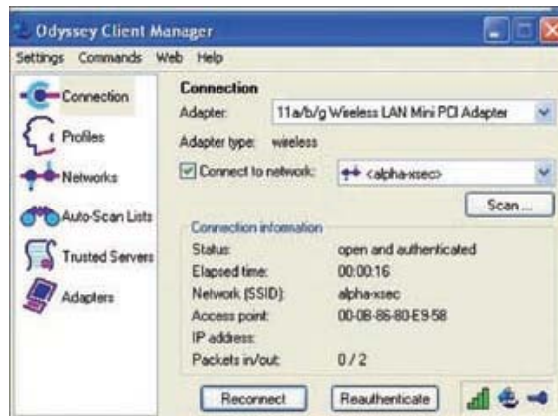 Odyssey Client Manager
Settings Commands Web Help
Connection
Profiles
Networks
Auto-Scan Lists
Trusted Servers
Adapters
Connection
Adapter: 11a/b/g Wireless LAN Mini PCI Adapter
Adapter type: wireless
Connect to network: <alpha-xsec>
Scan ...
Connection information
Status: open and authenticated
Elapsed time: 00:00:16
Network (SSID): alpha-xsec
Access point: 00-0B-86-80-E9-58
IP address:
Packets in/out: 0 / 2
Reconnect Reauthenticate